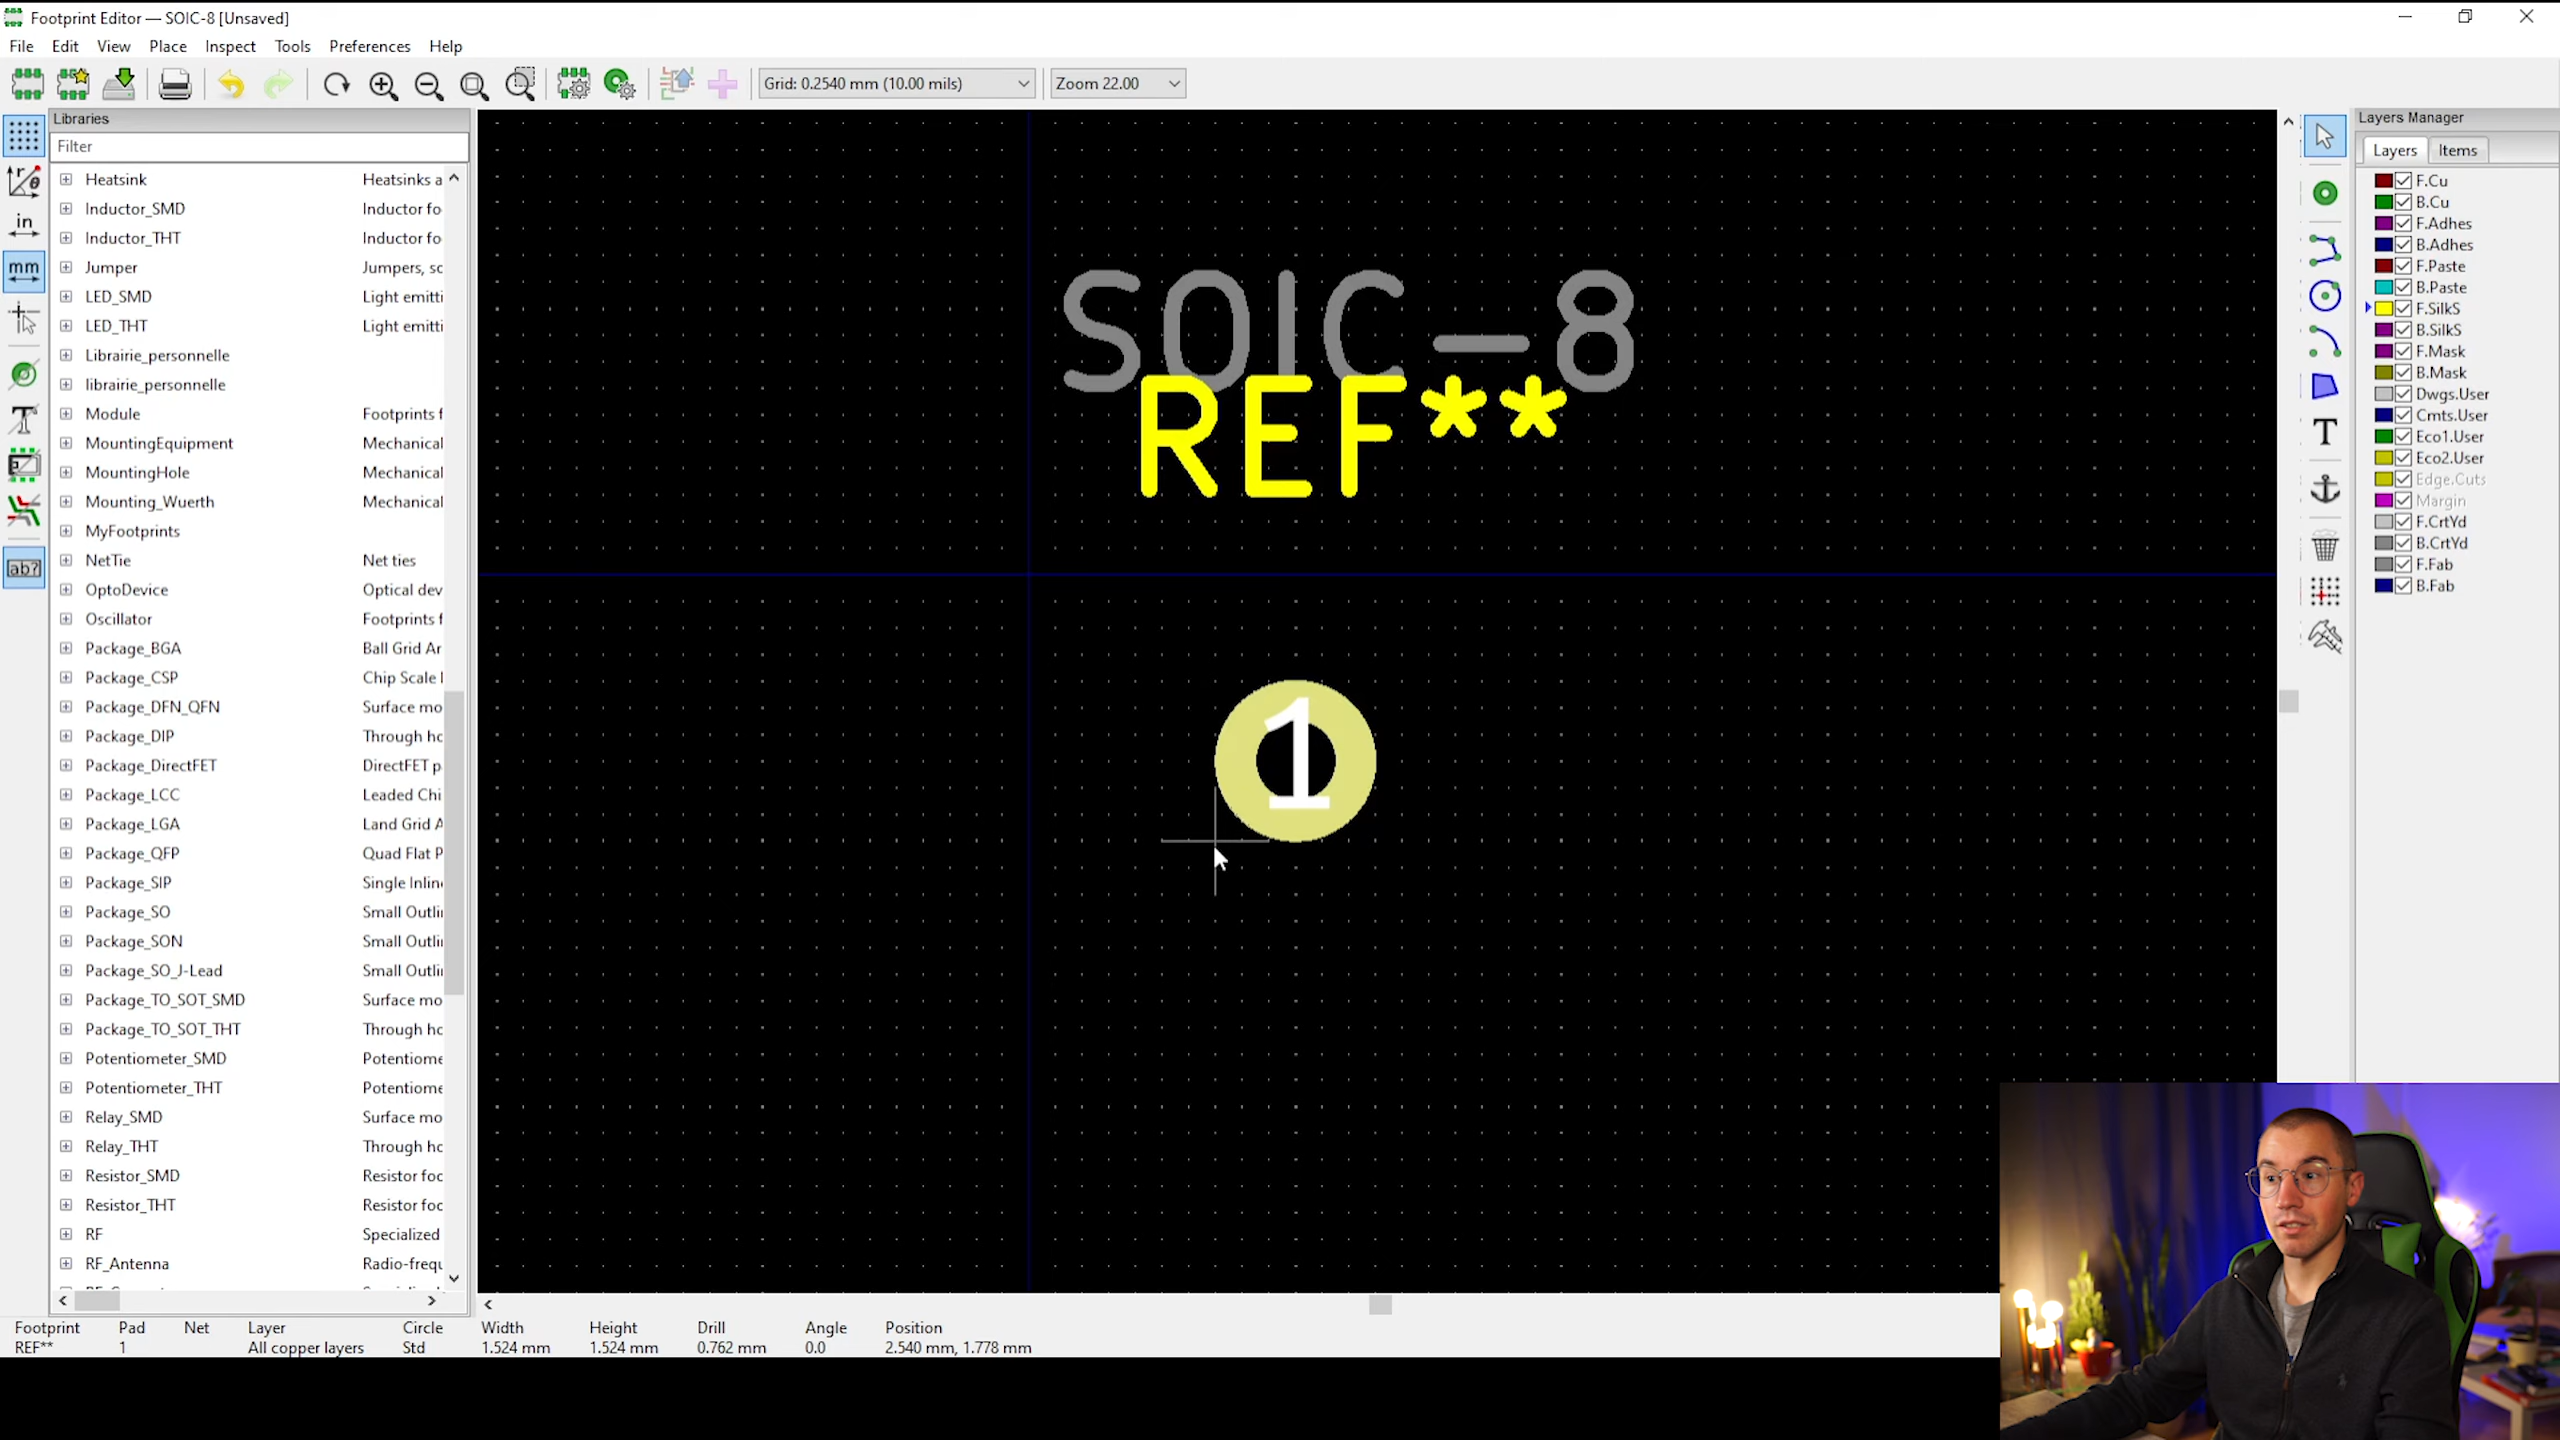 Footprint Editor — SOIC-8 [Unsaved]
File Edit View Place Inspect Tools Preferences Help
Grid: 0.2540 mm (10.00 mils) Zoom 22.00
Libraries
Filter
Heatsink Heatsinks a
Inductor_SMD Inductor fo
Inductor_THT Inductor fo
Jumper Jumpers, sc
LED_SMD Light emitti
LED_THT Light emitti
Librairie_personnelle
librairie_personnelle
Module Footprints f
MountingEquipment Mechanical
MountingHole Mechanical
Mounting_Wuerth Mechanical
MyFootprints
NetTie Net ties
OptoDevice Optical dev
Oscillator Footprints f
Package_BGA Ball Grid Ar
Package_CSP Chip Scale
Package_DFN_QFN Surface mo
Package_DIP Through ho
Package_DirectFET DirectFET p
Package_LCC Leaded Chi
Package_LGA Land Grid A
Package_QFP Quad Flat P
Package_SIP Single Inlin
Package_SO Small Outli
Package_SON Small Outli
Package_SO_J-Lead Small Outli
Package_TO_SOT_SMD Surface mo
Package_TO_SOT_THT Through ho
Potentiometer_SMD Potentiome
Potentiometer_THT Potentiome
Relay_SMD Surface mo
Relay_THT Through ho
Resistor_SMD Resistor foo
Resistor_THT Resistor foo
RF Specialized
RF_Antenna Radio-frequ
in
mm
ab?
SOIC-8
REF**
1
Layers Manager
Layers Items
F.Cu
B.Cu
F.Adhes
B.Adhes
F.Paste
B.Paste
F.SilkS
B.SilkS
F.Mask
B.Mask
Dwgs.User
Cmts.User
Eco1.User
Eco2.User
Edge.Cuts
Margin
F.CrtYd
B.CrtYd
F.Fab
B.Fab
Footprint Pad Net Layer Circle Width Height Drill Angle Position
REF** 1 All copper layers Std 1.524 mm 1.524 mm 0.762 mm 0.0 2.540 mm, 1.778 mm